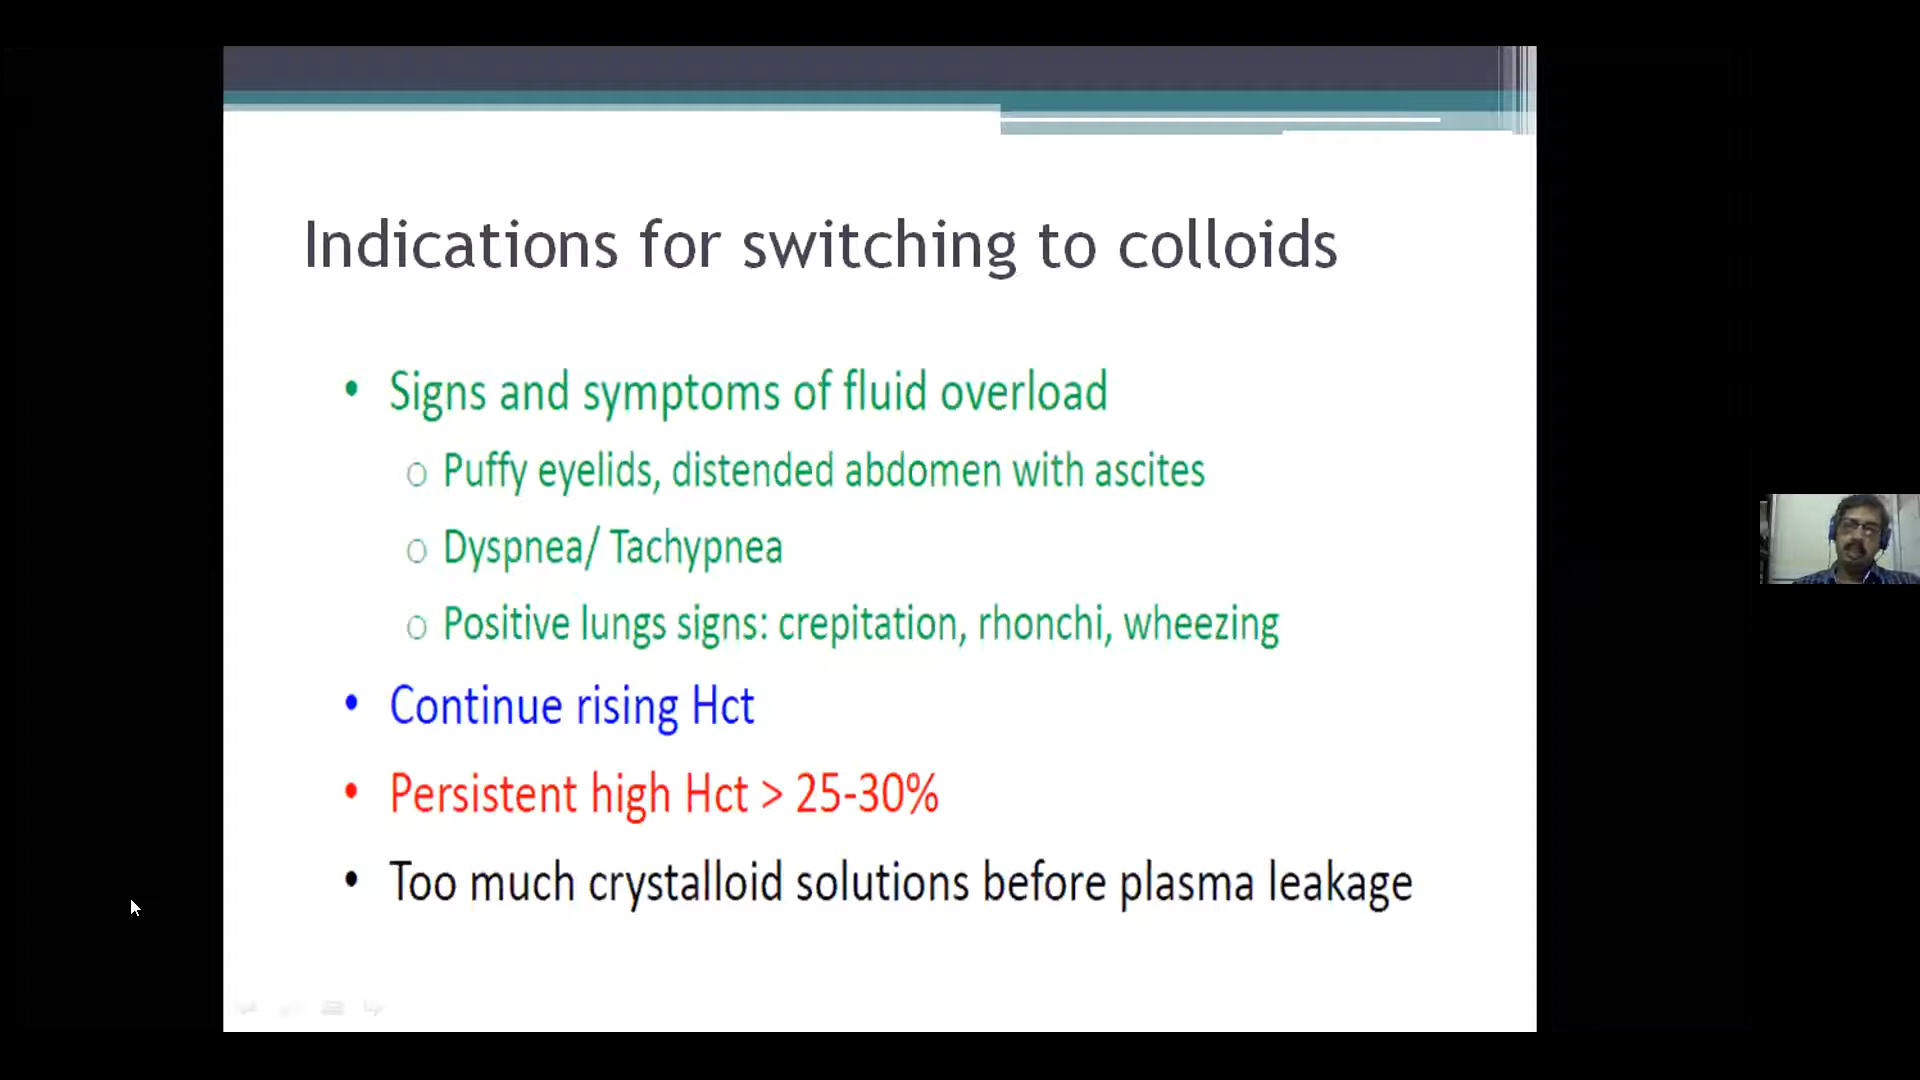 Indications for switching to colloids
• Signs and symptoms of fluid overload
o Puffy eyelids, distended abdomen with ascites
o Dyspnea/ Tachypnea
o Positive lungs signs: crepitation, rhonchi, wheezing
• Continue rising Hct
• Persistent high Hct > 25-30%
• Too much crystalloid solutions before plasma leakage